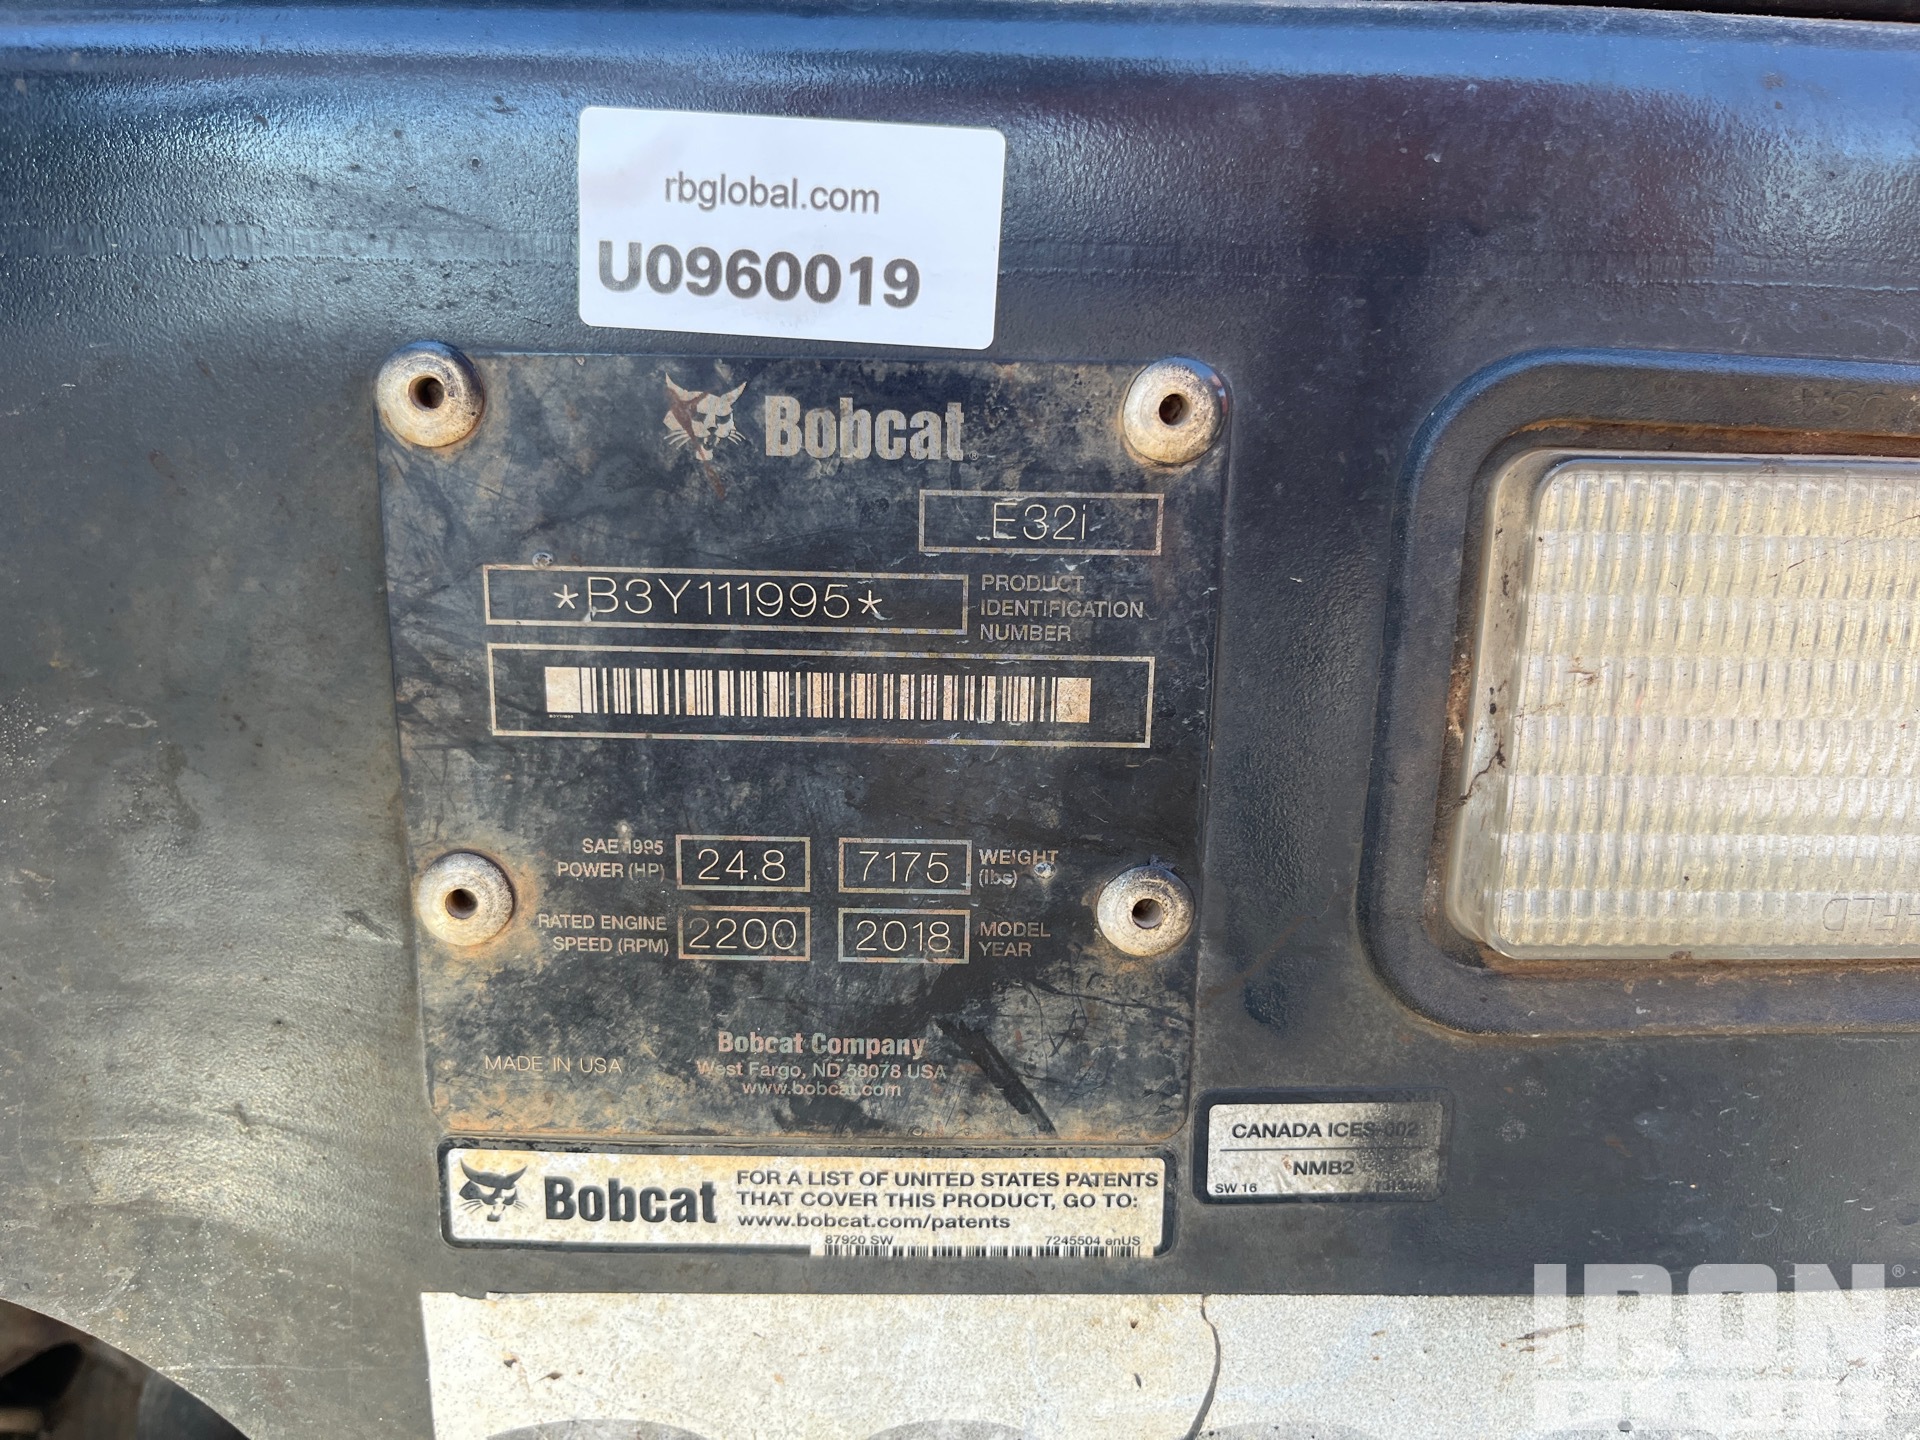 rbglobal.com
U0960019
Bobcat®
E32i
*B3Y111995*
PRODUCT
IDENTIFICATION
NUMBER
B3Y111995
SAE 1995
POWER (HP)
24.8
7175
WEIGHT
(lbs)
RATED ENGINE
SPEED (RPM)
2200
2018
MODEL
YEAR
MADE IN USA
Bobcat Company
West Fargo, ND 58078 USA
www.bobcat.com
Bobcat
FOR A LIST OF UNITED STATES PATENTS
THAT COVER THIS PRODUCT, GO TO:
www.bobcat.com/patents
87920 SW
7245504 enUS
CANADA ICES-002
NMB2
SW 16
IRON®
PLANET